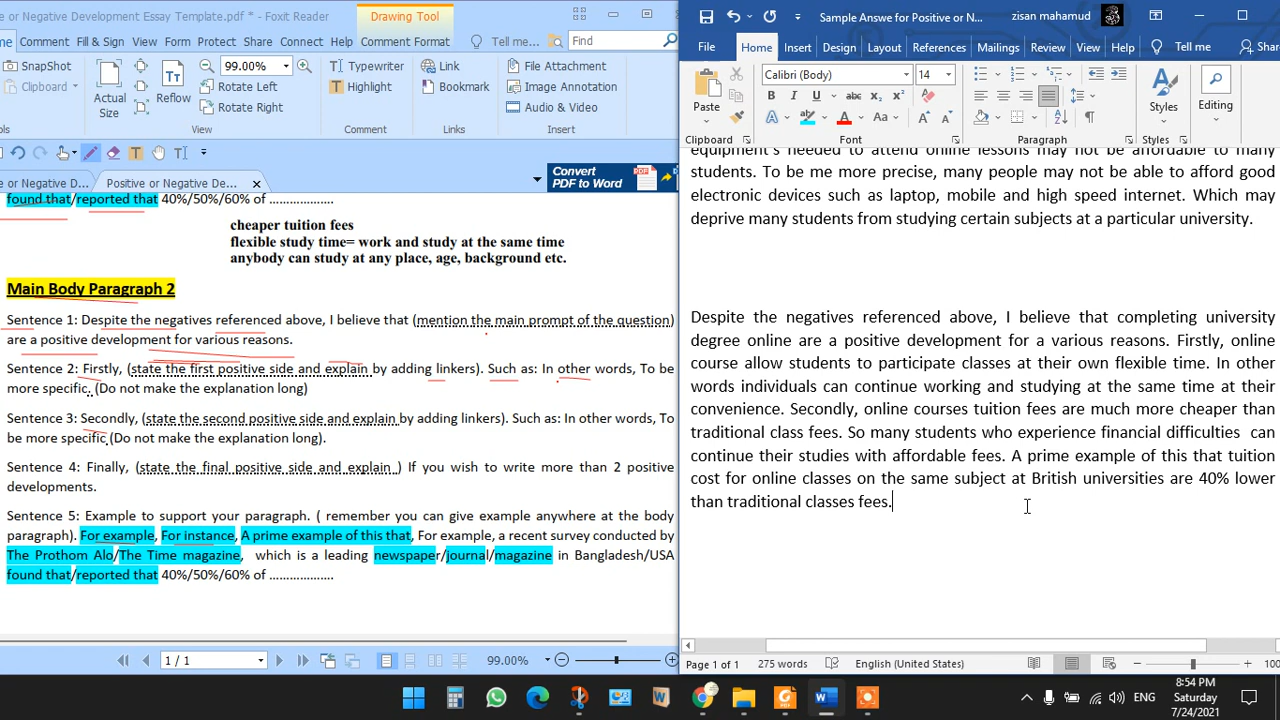 e or Negative Development Essay Template.pdf * - Foxit Reader
Drawing Tool
Comment Fill & Sign View Form Protect Share Connect Help
Comment Format
Tell me...
Find
SnapShot
Clipboard
Actual Size
Reflow
99.00%
Rotate Left
Rotate Right
View
Typewriter
Highlight
Comment
Link
Bookmark
Links
File Attachment
Image Annotation
Audio & Video
Insert
e or Negative D...
Positive or Negative De...
Convert
PDF to Word
found that/reported that 40%/50%/60% of ....................
cheaper tuition fees
flexible study time= work and study at the same time
anybody can study at any place, age, background etc.
Main Body Paragraph 2
Sentence 1: Despite the negatives referenced above, I believe that (mention the main prompt of the question)
are a positive development for various reasons.
Sentence 2: Firstly, (state the first positive side and explain by adding linkers). Such as: In other words, To be
more specific. (Do not make the explanation long)
Sentence 3: Secondly, (state the second positive side and explain by adding linkers). Such as: In other words, To
be more specific (Do not make the explanation long).
Sentence 4: Finally, (state the final positive side and explain ) If you wish to write more than 2 positive
developments.
Sentence 5: Example to support your paragraph. ( remember you can give example anywhere at the body
paragraph). For example, For instance, A prime example of this that, For example, a recent survey conducted by
The Prothom Alo/The Time magazine, which is a leading newspaper/journal/magazine in Bangladesh/USA
found that/reported that 40%/50%/60% of ....................
1 / 1
99.00%
Sample Answe for Positive or N...
zisan mahamud
File Home Insert Design Layout References Mailings Review View Help Tell me Shar
Paste
Clipboard
Calibri (Body)
14
B I U abc x₂ x²
A A Aa A A
Font
Paragraph
Styles
Styles
Editing
equipment's needed to attend online lessons may not be affordable to many
students. To be me more precise, many people may not be able to afford good
electronic devices such as laptop, mobile and high speed internet. Which may
deprive many students from studying certain subjects at a particular university.
Despite the negatives referenced above, I believe that completing university
degree online are a positive development for a various reasons. Firstly, online
course allow students to participate classes at their own flexible time. In other
words individuals can continue working and studying at the same time at their
convenience. Secondly, online courses tuition fees are much more cheaper than
traditional class fees. So many students who experience financial difficulties can
continue their studies with affordable fees. A prime example of this that tuition
cost for online classes on the same subject at British universities are 40% lower
than traditional classes fees.
Page 1 of 1
275 words
English (United States)
100
ENG
8:54 PM
Saturday
7/24/2021